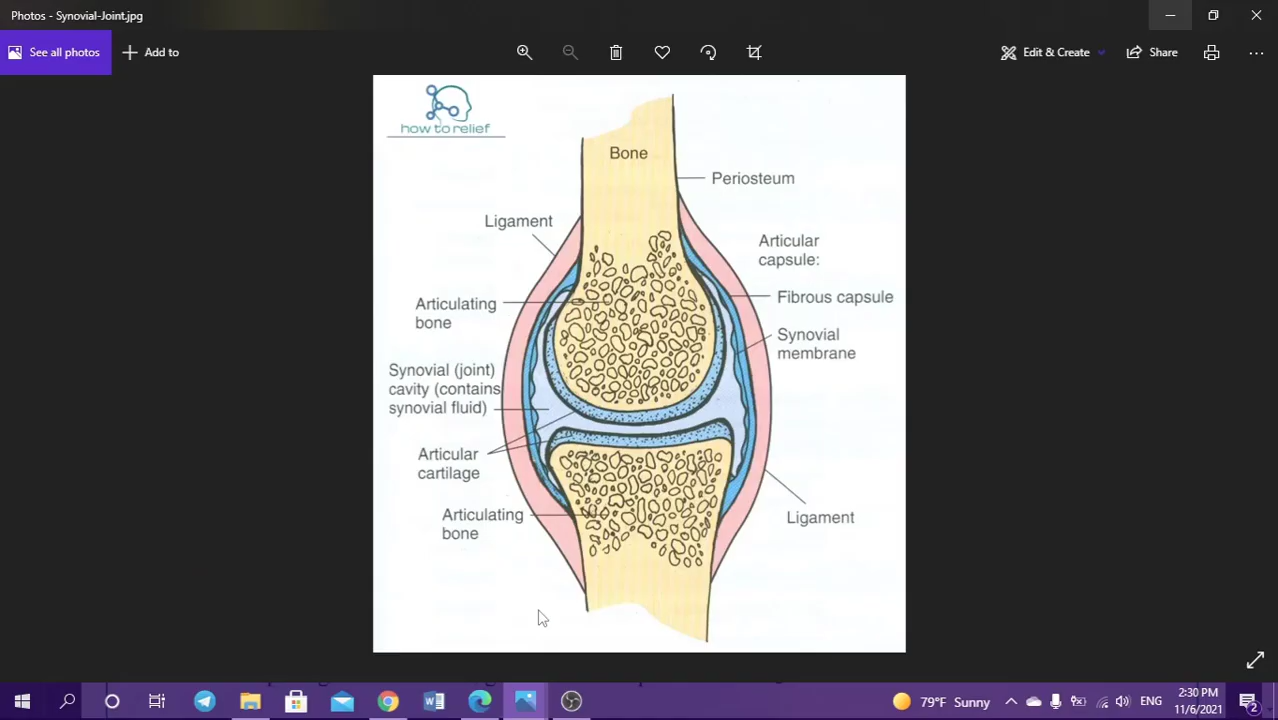 Photos - Synovial-Joint.jpg
See all photos
Add to
Edit & Create
Share
how to relief
Bone
Periosteum
Ligament
Articular
capsule:
Fibrous capsule
Articulating
bone
Synovial
membrane
Synovial (joint)
cavity (contains
synovial fluid)
Articular
cartilage
Articulating
bone
Ligament
79°F Sunny
ENG
2:30 PM
11/6/2021
2